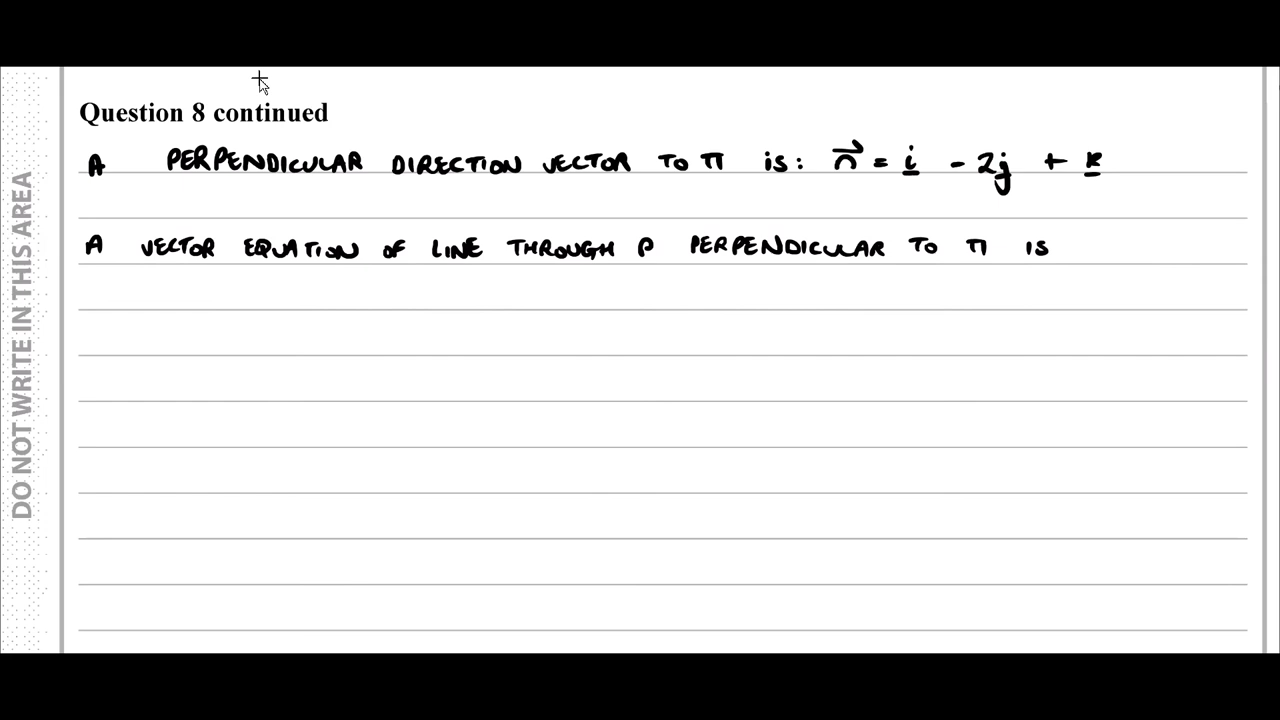 Question 8 continued
A PERPENDICULAR DIRECTION VECTOR TO π is: n⃗ = i - 2j + k
A VECTOR EQUATION OF LINE THROUGH P PERPENDICULAR TO π IS
DO NOT WRITE IN THIS AREA